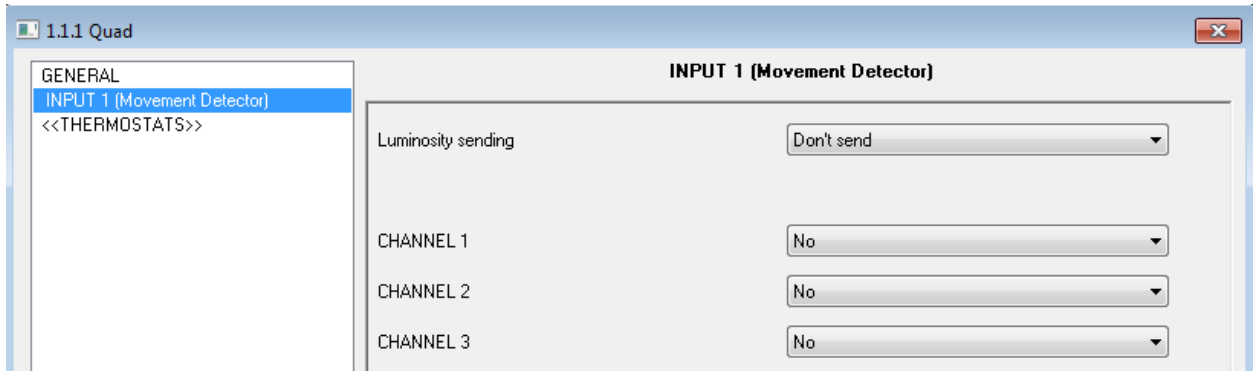 1.1.1 Quad
GENERAL
INPUT 1 (Movement Detector)
<<THERMOSTATS>>
INPUT 1 (Movement Detector)
Luminosity sending
Don't send
CHANNEL 1
No
CHANNEL 2
No
CHANNEL 3
No